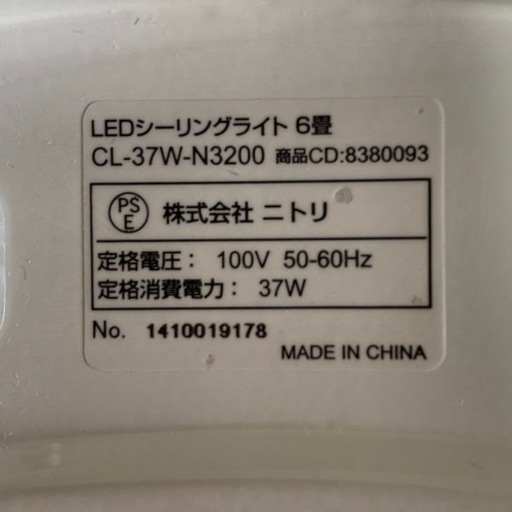 LEDシーリングライト 6畳
CL-37W-N3200 商品CD:8380093
PSE 株式会社 ニトリ
定格電圧： 100V 50-60Hz
定格消費電力： 37W
No. 1410019178
MADE IN CHINA